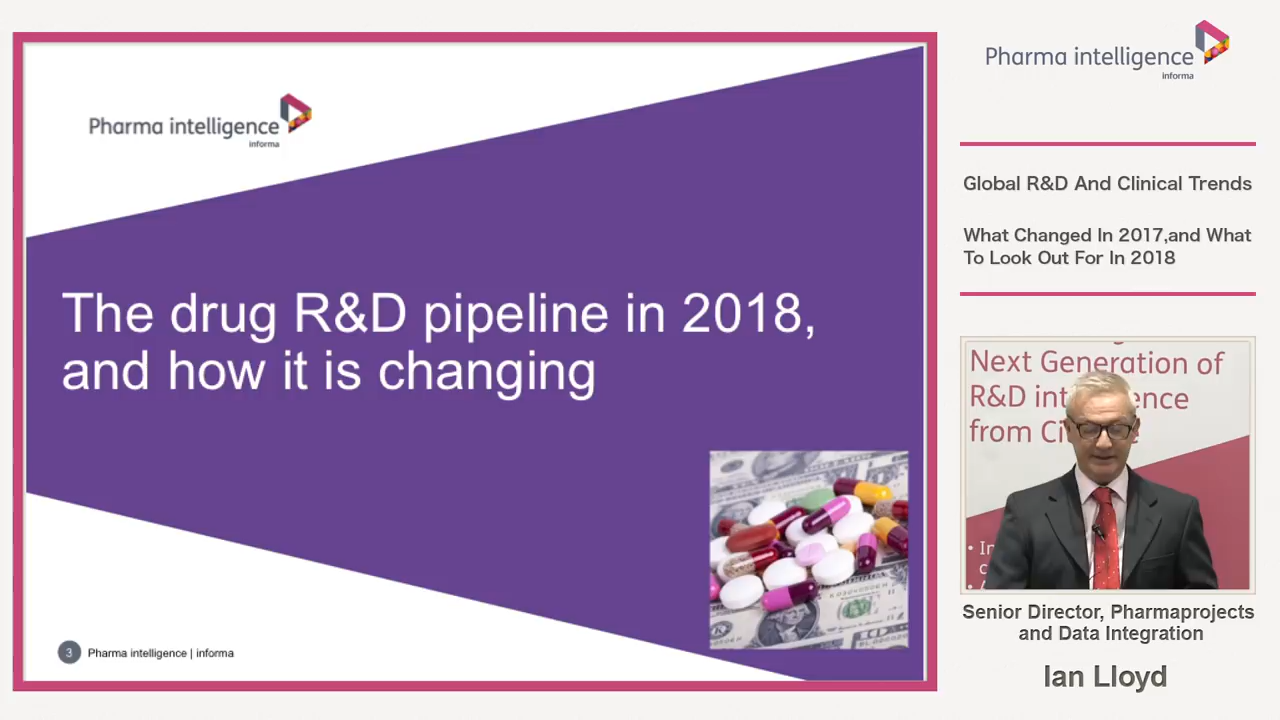 Pharma intelligence
informa
The drug R&D pipeline in 2018,
and how it is changing
3 Pharma intelligence | informa
Pharma intelligence
informa
Global R&D And Clinical Trends
What Changed In 2017,and What
To Look Out For In 2018
Next Generation of
R&D
from
Senior Director, Pharmaprojects
and Data Integration
Ian Lloyd